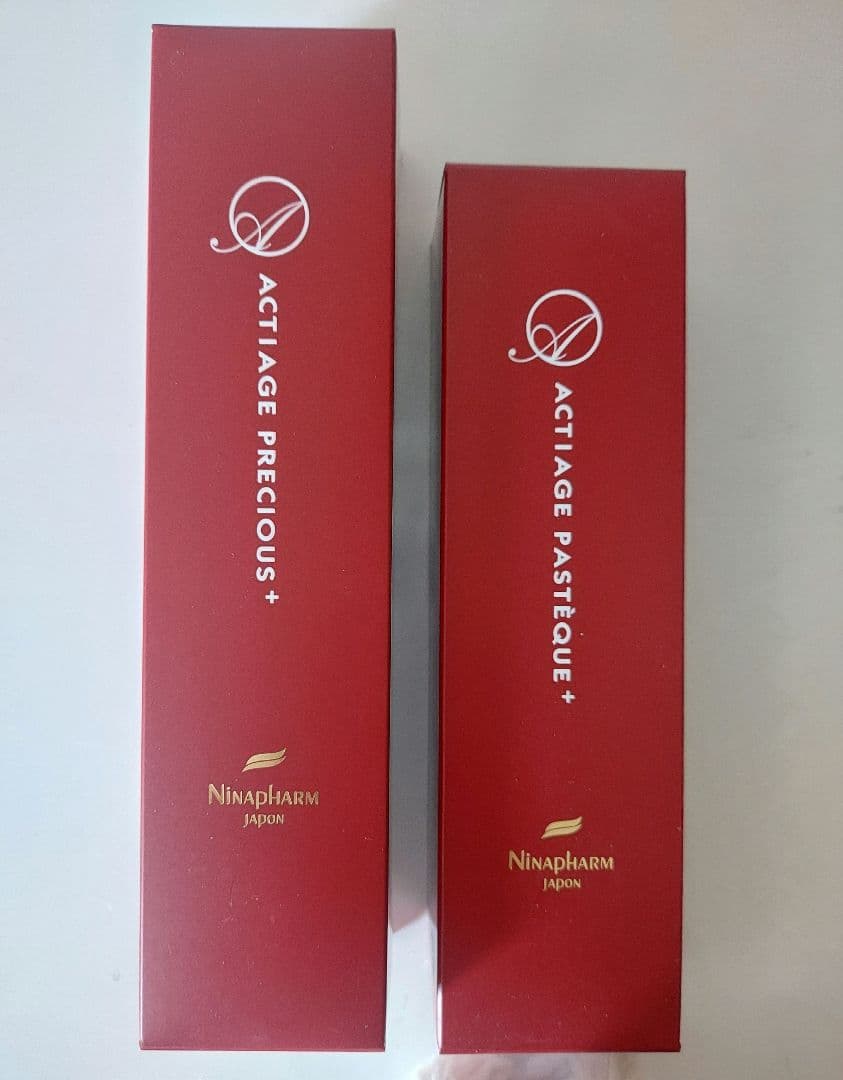 A
ACTIAGE PRECIOUS+
NINAPHARM
JAPON
A
ACTIAGE PASTÈQUE+
NINAPHARM
JAPON